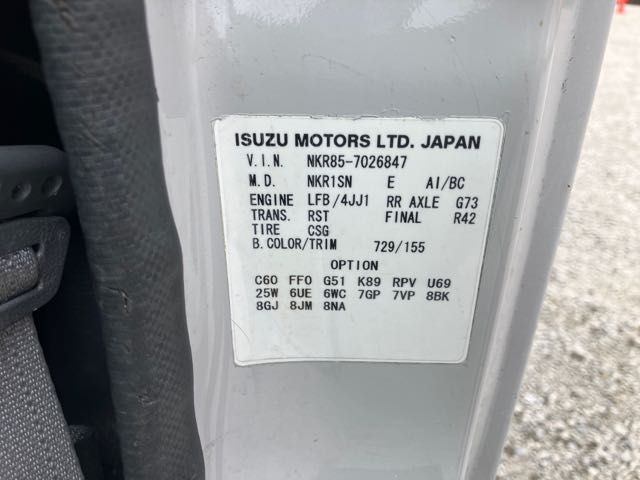 ISUZU MOTORS LTD. JAPAN
V.I.N. NKR85-7026847
M.D. NKR1SN E AI/BC
ENGINE LFB/4JJ1 RR AXLE G73
TRANS. RST FINAL R42
TIRE CSG
B.COLOR/TRIM 729/155
OPTION
C60 FF0 G51 K89 RPV U69
25W 6UE 6WC 7GP 7VP 8BK
8GJ 8JM 8NA